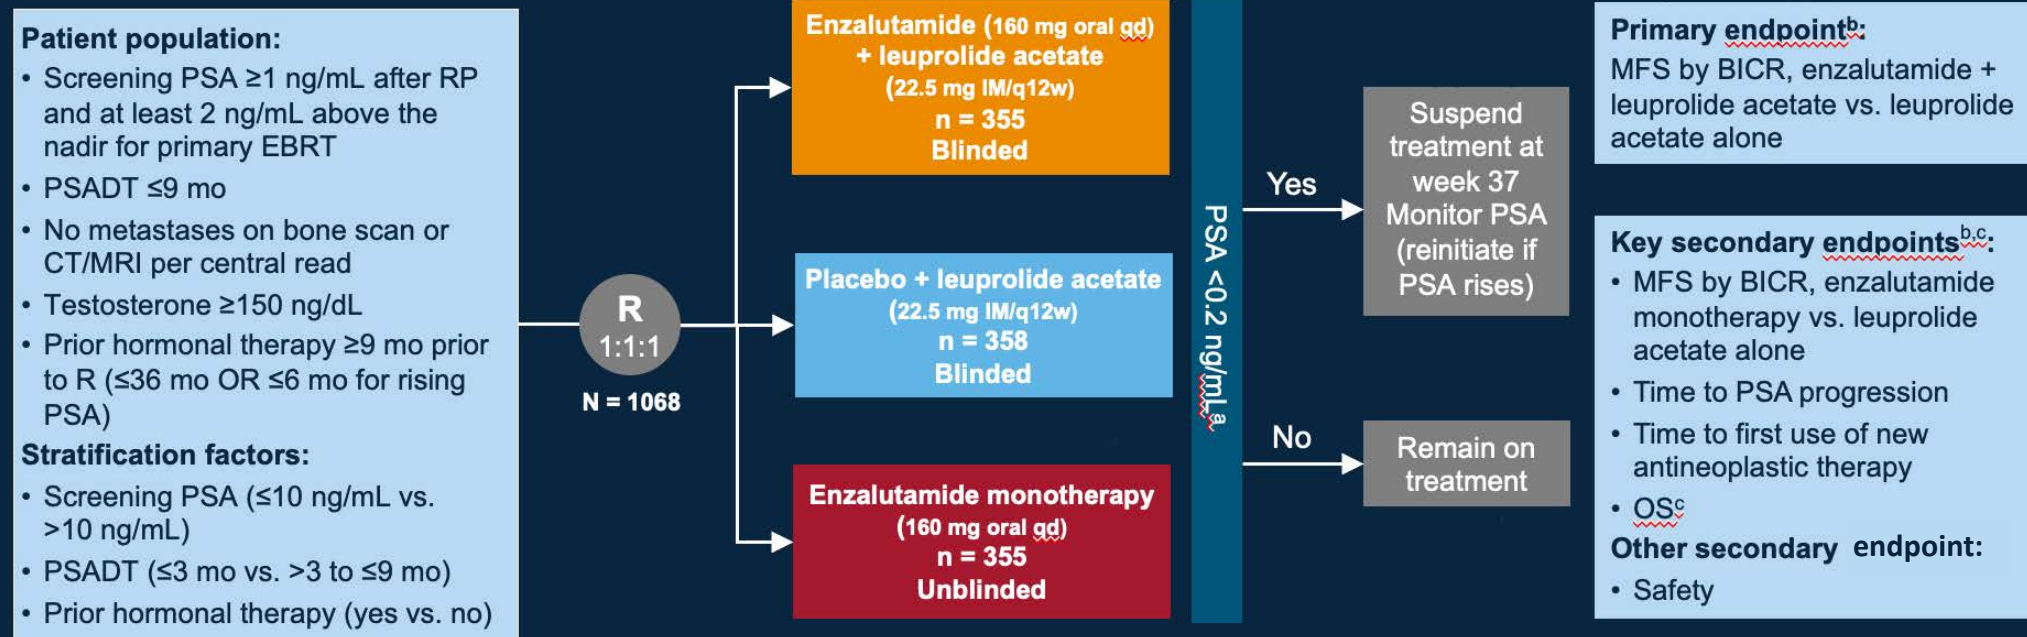 Patient population:
• Screening PSA ≥1 ng/mL after RP
and at least 2 ng/mL above the
nadir for primary EBRT
• PSADT ≤9 mo
• No metastases on bone scan or
CT/MRI per central read
• Testosterone ≥150 ng/dL
• Prior hormonal therapy ≥9 mo prior
to R (≤36 mo OR ≤6 mo for rising
PSA)
Stratification factors:
• Screening PSA (≤10 ng/mL vs.
>10 ng/mL)
• PSADT (≤3 mo vs. >3 to ≤9 mo)
• Prior hormonal therapy (yes vs. no)
R
1:1:1
N = 1068
Enzalutamide (160 mg oral qd)
+ leuprolide acetate
(22.5 mg IM/q12w)
n = 355
Blinded
Placebo + leuprolide acetate
(22.5 mg IM/q12w)
n = 358
Blinded
Enzalutamide monotherapy
(160 mg oral qd)
n = 355
Unblinded
PSA <0.2 ng/mLª
Yes
Suspend
treatment at
week 37
Monitor PSA
(reinitiate if
PSA rises)
No
Remain on
treatment
Primary endpointᵇ:
MFS by BICR, enzalutamide +
leuprolide acetate vs. leuprolide
acetate alone
Key secondary endpointsᵇ,ᶜ:
• MFS by BICR, enzalutamide
monotherapy vs. leuprolide
acetate alone
• Time to PSA progression
• Time to first use of new
antineoplastic therapy
• OSᶜ
Other secondary endpoint:
• Safety